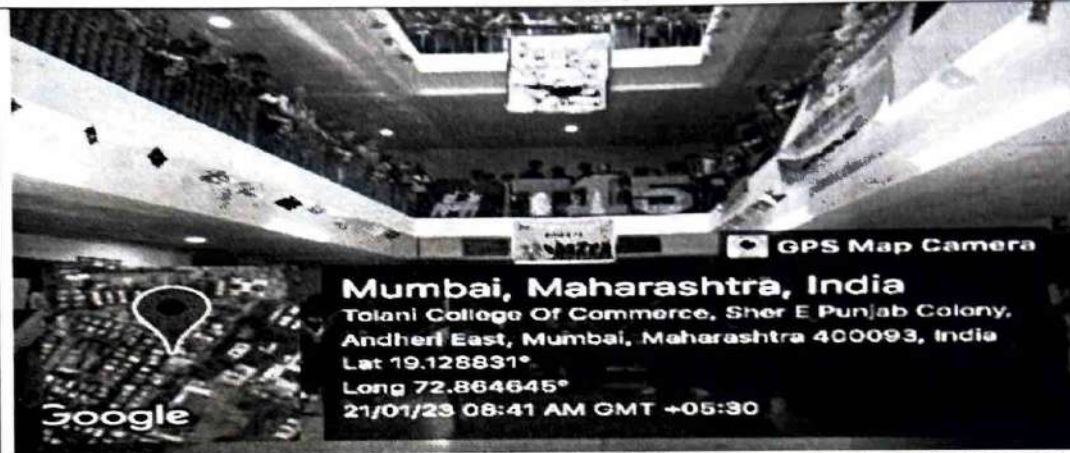 GPS Map Camera
Mumbai, Maharashtra, India
Tolani College Of Commerce, Sher E Punjab Colony,
Andheri East, Mumbai, Maharashtra 400093, India
Lat 19.128831°
Long 72.864645°
21/01/23 08:41 AM GMT +05:30
Google